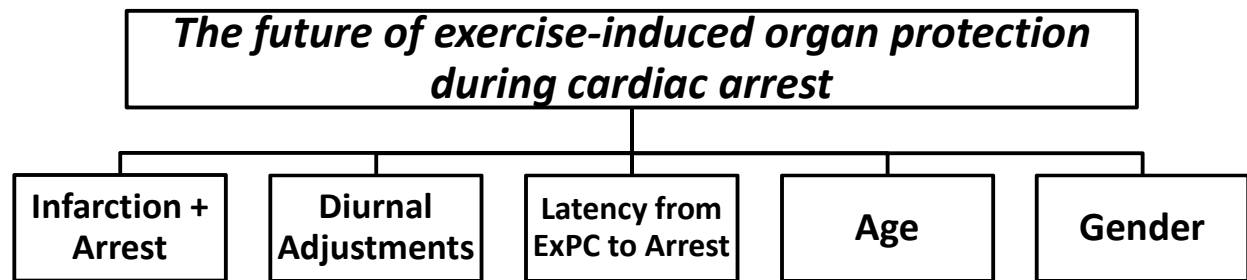 The future of exercise-induced organ protection
during cardiac arrest
Infarction +
Arrest
Diurnal
Adjustments
Latency from
ExPC to Arrest
Age
Gender